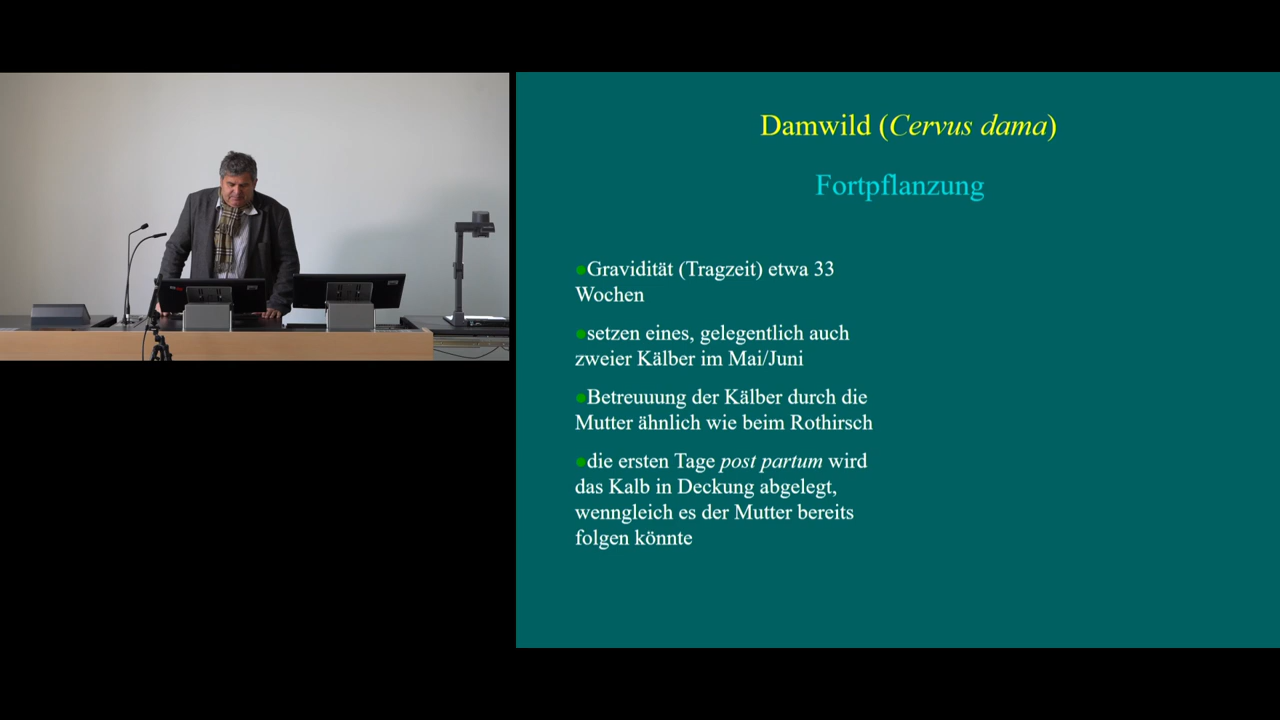 Damwild (Cervus dama)
Fortpflanzung
●Gravidität (Tragzeit) etwa 33
Wochen
●setzen eines, gelegentlich auch
zweier Kälber im Mai/Juni
●Betreuuung der Kälber durch die
Mutter ähnlich wie beim Rothirsch
●die ersten Tage post partum wird
das Kalb in Deckung abgelegt,
wenngleich es der Mutter bereits
folgen könnte